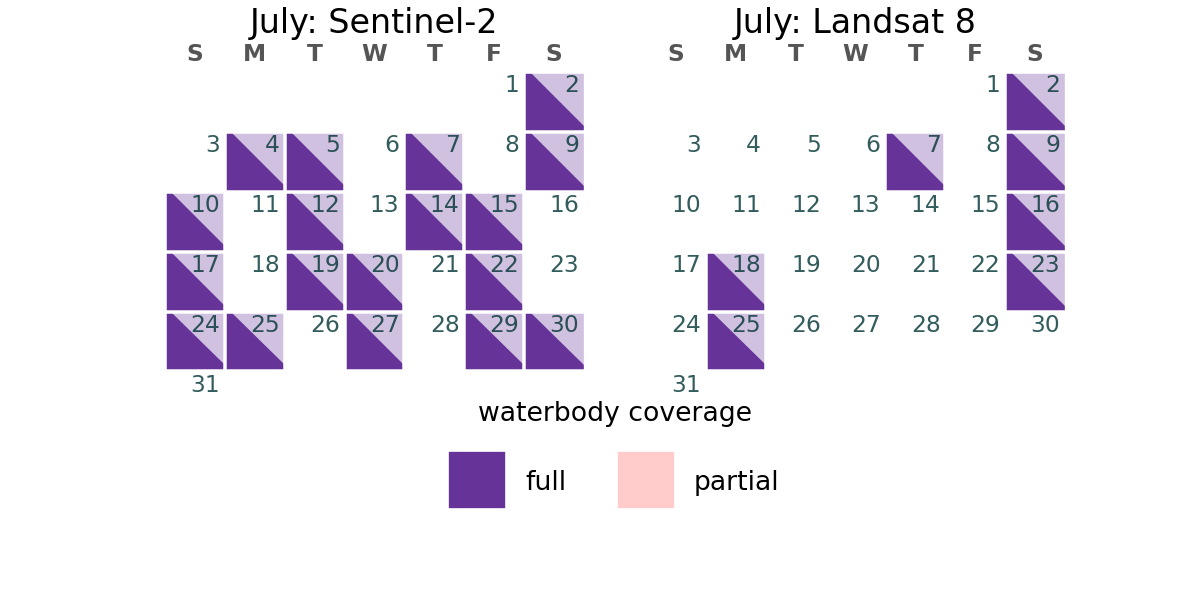 July: Sentinel-2
S M T W T F S
1 2
3 4 5 6 7 8 9
10 11 12 13 14 15 16
17 18 19 20 21 22 23
24 25 26 27 28 29 30
31
July: Landsat 8
S M T W T F S
1 2
3 4 5 6 7 8 9
10 11 12 13 14 15 16
17 18 19 20 21 22 23
24 25 26 27 28 29 30
31
waterbody coverage
full partial